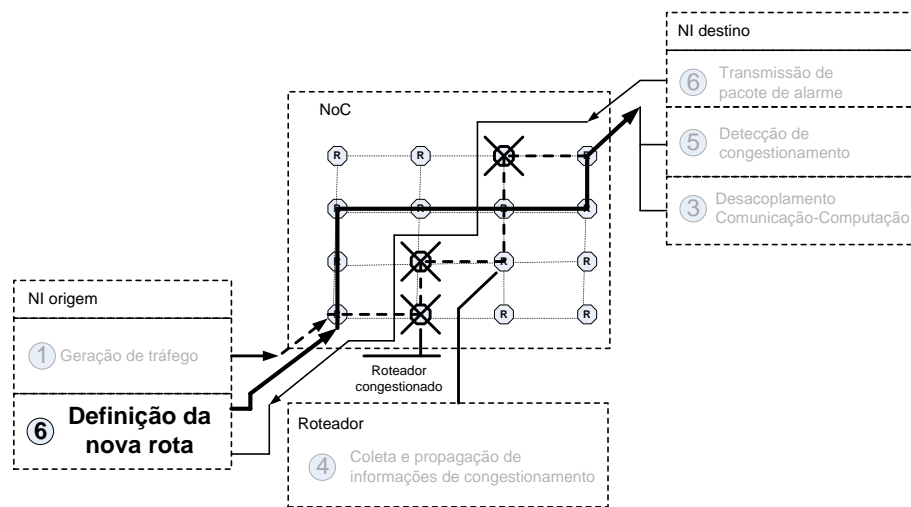 NI destino
6 Transmissão de
pacote de alarme
5 Detecção de
congestionamento
3 Desacoplamento
Comunicação-Computação
NoC
R R R
R R R R
R R R
R R R
NI origem
1 Geração de tráfego
6 Definição da
nova rota
Roteador
congestionado
Roteador
4 Coleta e propagação de
informações de congestionamento